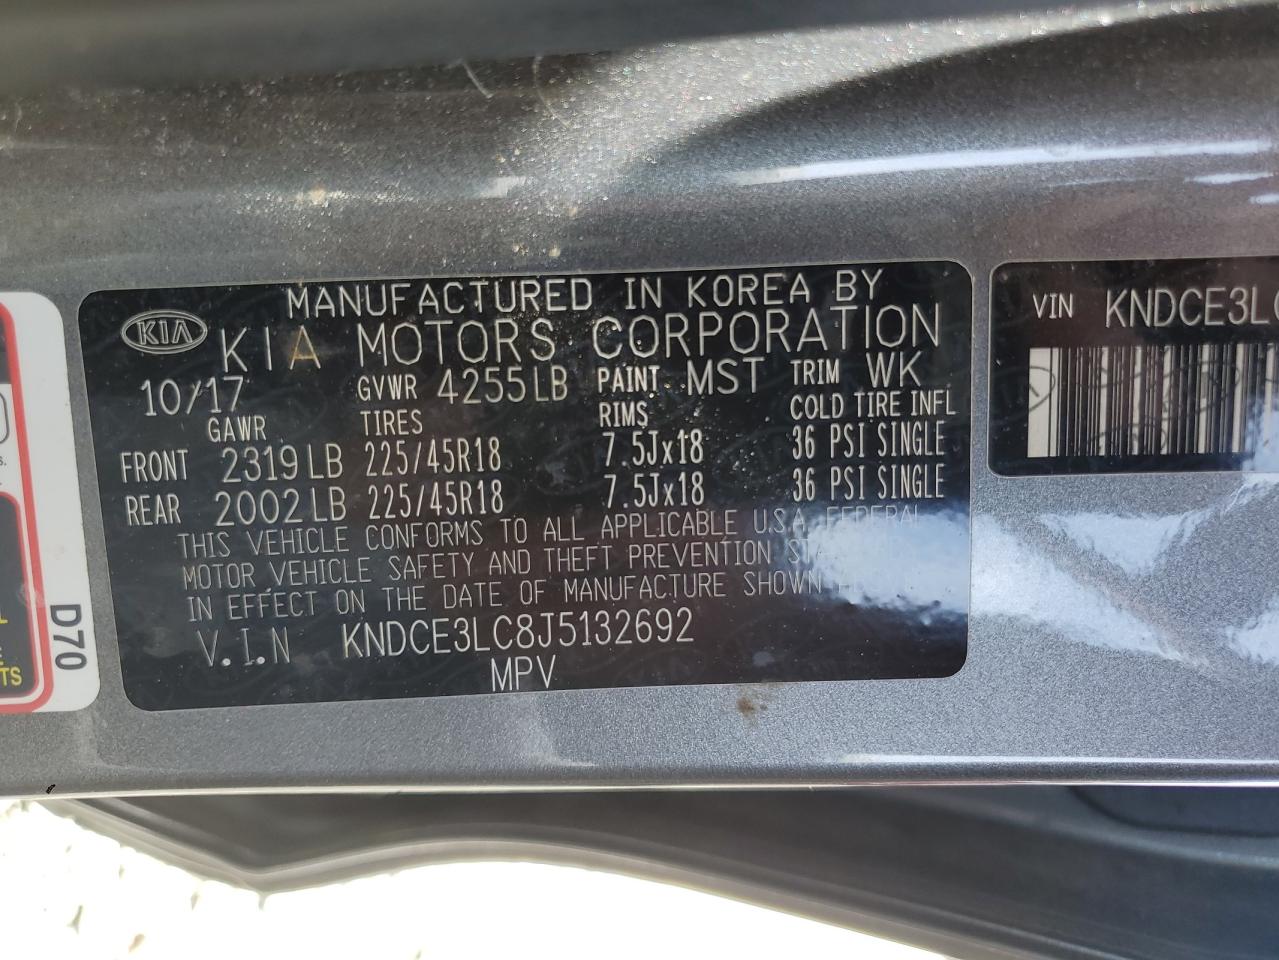 MANUFACTURED IN KOREA BY
KIA KIA MOTORS CORPORATION
10/17 GVWR 4255LB PAINT MST TRIM WK
GAWR TIRES RIMS COLD TIRE INFL
FRONT 2319LB 225/45R18 7.5Jx18 36 PSI SINGLE
REAR 2002LB 225/45R18 7.5Jx18 36 PSI SINGLE
THIS VEHICLE CONFORMS TO ALL APPLICABLE U.S.A. FEDERAL
MOTOR VEHICLE SAFETY AND THEFT PREVENTION
IN EFFECT ON THE DATE OF MANUFACTURE SHOWN
V.I.N KNDCE3LC8J5132692
MPV
VIN KNDCE3LC
D70